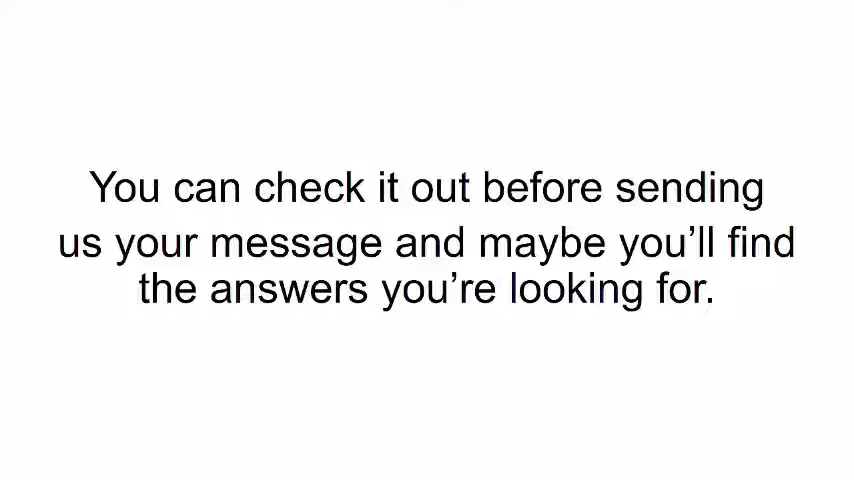 You can check it out before sending
us your message and maybe you’ll find
the answers you’re looking for.